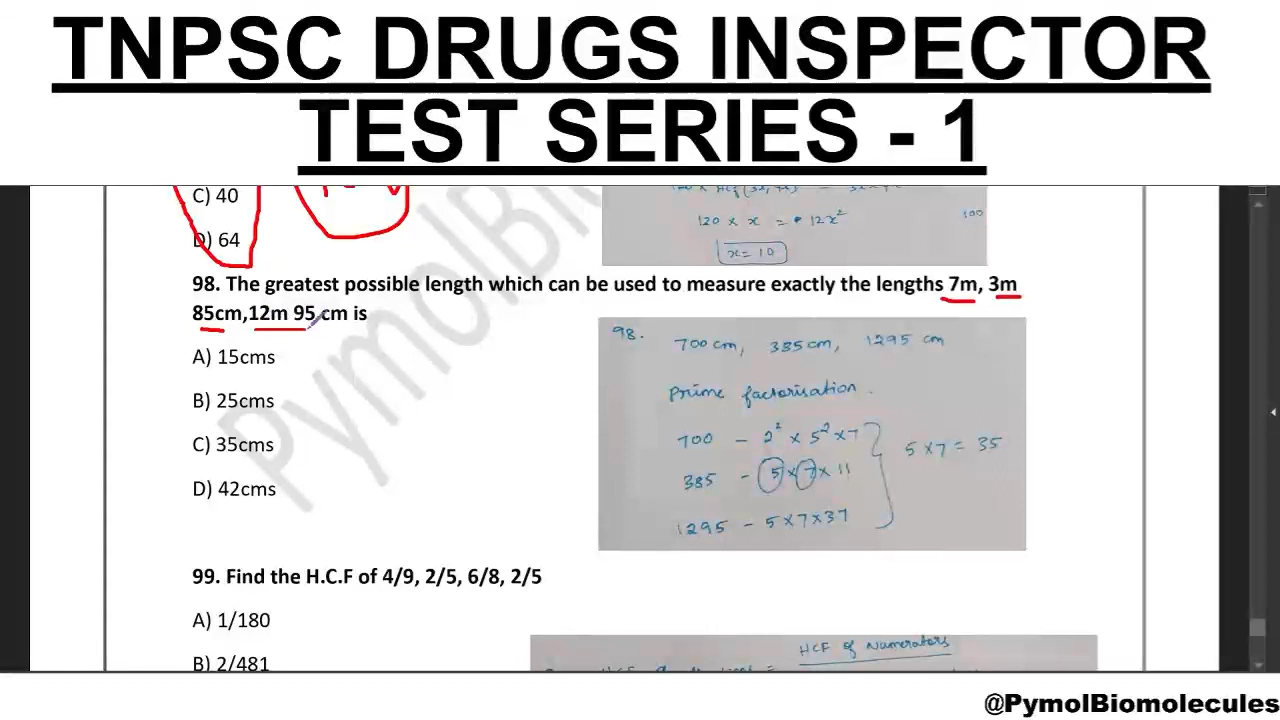 TNPSC DRUGS INSPECTOR
TEST SERIES - 1
C) 40
D) 64
120 × x = 12x²
100
x = 10
98. The greatest possible length which can be used to measure exactly the lengths 7m, 3m
85cm,12m 95 cm is
A) 15cms
B) 25cms
C) 35cms
D) 42cms
98.
700 cm, 385 cm, 1295 cm
Prime factorisation.
700 - 2² × 5² × 7
385 - 5 × 7 × 11
1295 - 5 × 7 × 37
5 × 7 = 35
99. Find the H.C.F of 4/9, 2/5, 6/8, 2/5
A) 1/180
B) 2/481
HCF of Numerators
@PymolBiomolecules